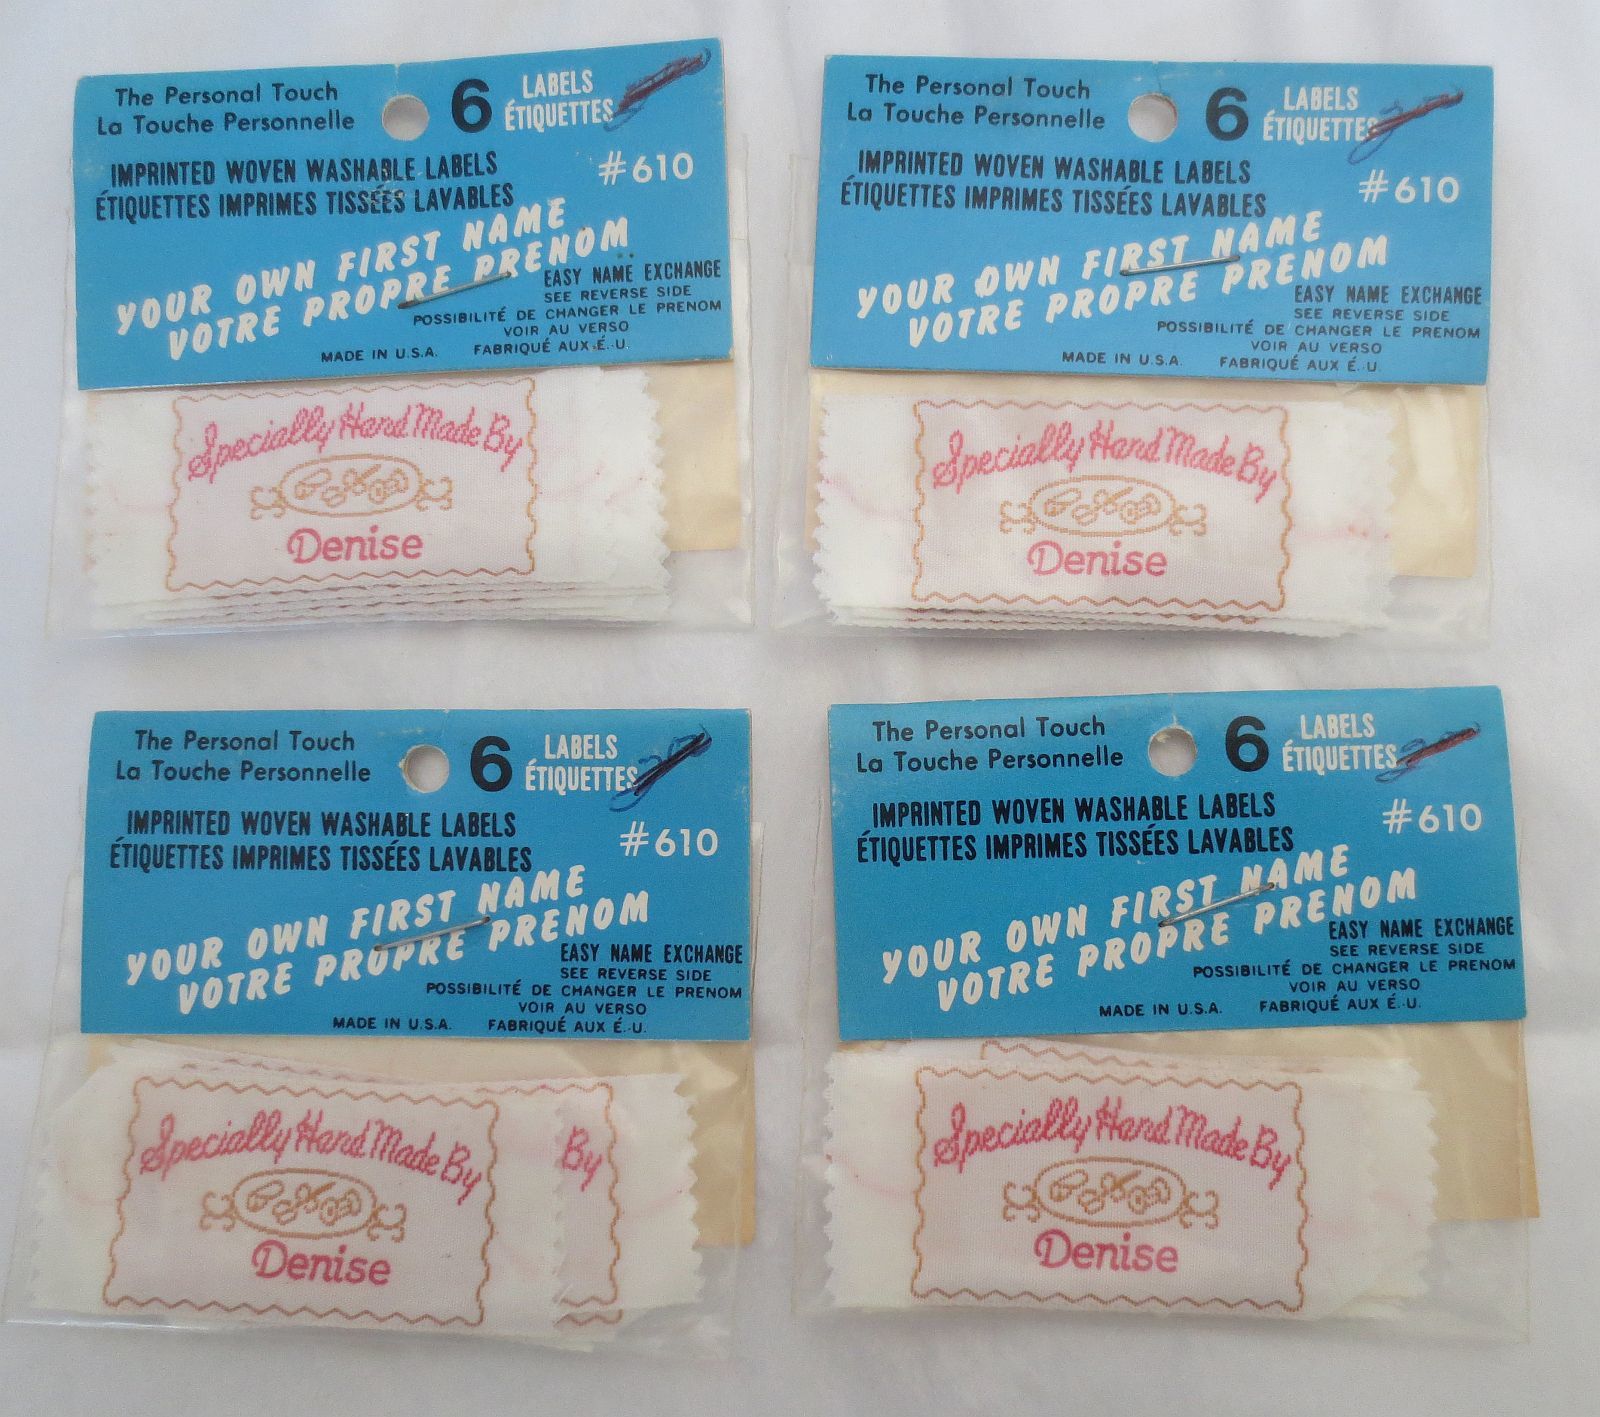 The Personal Touch
La Touche Personnelle
6 LABELS
ÉTIQUETTES
IMPRINTED WOVEN WASHABLE LABELS
ÉTIQUETTES IMPRIMES TISSÉES LAVABLES
#610
YOUR OWN FIRST NAME
VOTRE PROPRE PRENOM
EASY NAME EXCHANGE
SEE REVERSE SIDE
POSSIBILITÉ DE CHANGER LE PRENOM
VOIR AU VERSO
MADE IN U.S.A. FABRIQUÉ AUX É.-U.
Specially Hand Made By
Denise
The Personal Touch
La Touche Personnelle
6 LABELS
ÉTIQUETTES
IMPRINTED WOVEN WASHABLE LABELS
ÉTIQUETTES IMPRIMES TISSÉES LAVABLES
#610
YOUR OWN FIRST NAME
VOTRE PROPRE PRENOM
EASY NAME EXCHANGE
SEE REVERSE SIDE
POSSIBILITÉ DE CHANGER LE PRENOM
VOIR AU VERSO
MADE IN U.S.A. FABRIQUÉ AUX É.-U.
Specially Hand Made By
Denise
The Personal Touch
La Touche Personnelle
6 LABELS
ÉTIQUETTES
IMPRINTED WOVEN WASHABLE LABELS
ÉTIQUETTES IMPRIMES TISSÉES LAVABLES
#610
YOUR OWN FIRST NAME
VOTRE PROPRE PRENOM
EASY NAME EXCHANGE
SEE REVERSE SIDE
POSSIBILITÉ DE CHANGER LE PRENOM
VOIR AU VERSO
MADE IN U.S.A. FABRIQUÉ AUX É.-U.
Specially Hand Made By
By
Denise
The Personal Touch
La Touche Personnelle
6 LABELS
ÉTIQUETTES
IMPRINTED WOVEN WASHABLE LABELS
ÉTIQUETTES IMPRIMES TISSÉES LAVABLES
#610
YOUR OWN FIRST NAME
VOTRE PROPRE PRENOM
EASY NAME EXCHANGE
SEE REVERSE SIDE
POSSIBILITÉ DE CHANGER LE PRENOM
VOIR AU VERSO
MADE IN U.S.A. FABRIQUÉ AUX É.-U.
Specially Hand Made By
Denise